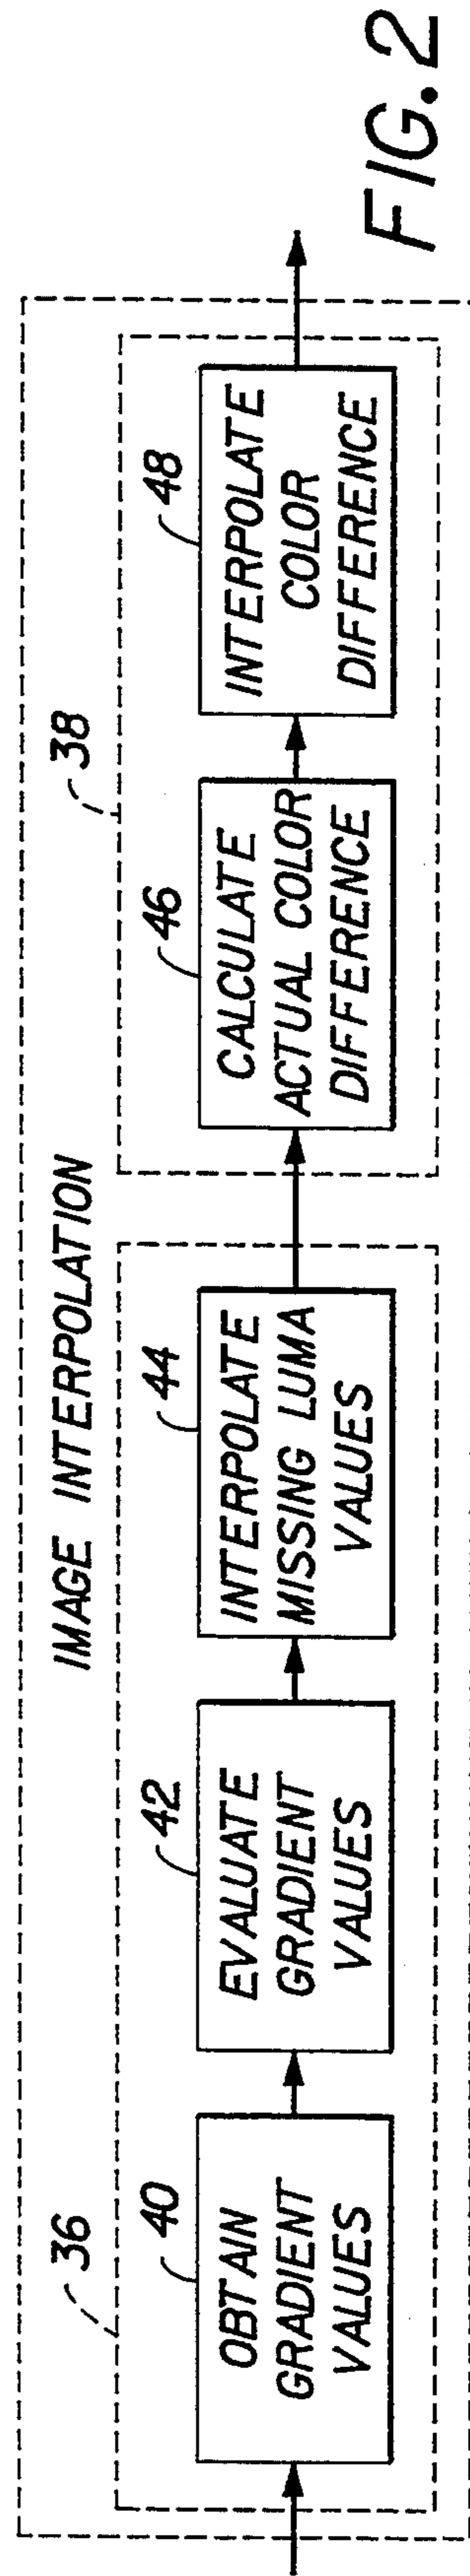 IMAGE INTERPOLATION
36
38
40
OBTAIN
GRADIENT
VALUES
42
EVALUATE
GRADIENT
VALUES
44
INTERPOLATE
MISSING LUMA
VALUES
46
CALCULATE
ACTUAL COLOR
DIFFERENCE
48
INTERPOLATE
COLOR
DIFFERENCE
FIG. 2